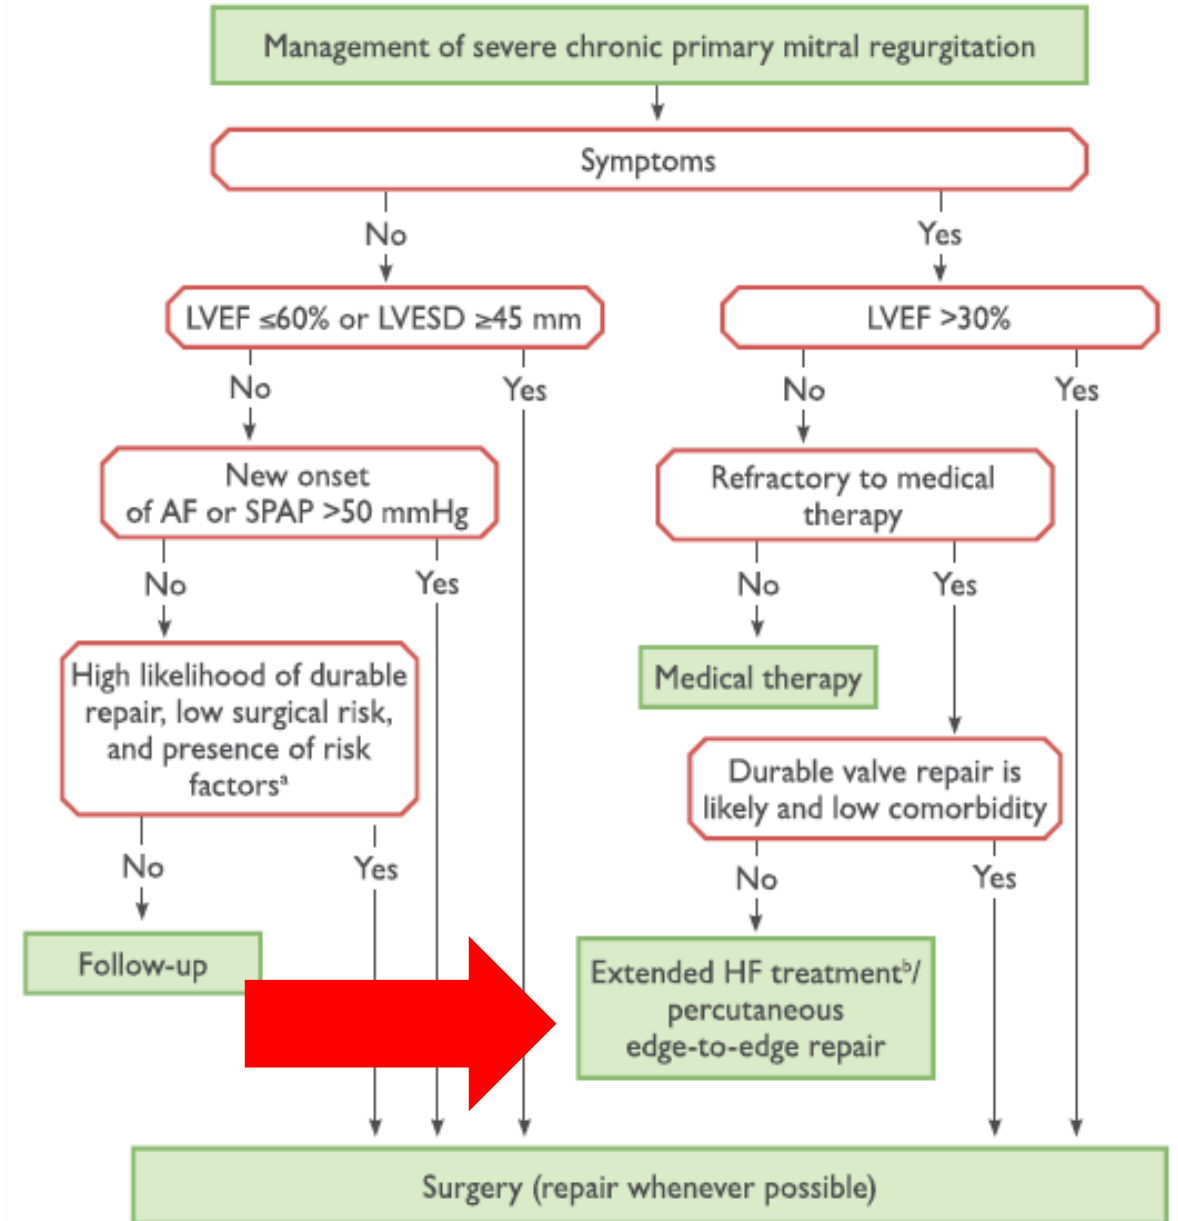 Management of severe chronic primary mitral regurgitation
Symptoms
No
Yes
LVEF ≤60% or LVESD ≥45 mm
LVEF >30%
No
Yes
No
Yes
New onset
of AF or SPAP >50 mmHg
Refractory to medical
therapy
No
Yes
No
Yes
High likelihood of durable
repair, low surgical risk,
and presence of risk
factorsª
Medical therapy
Durable valve repair is
likely and low comorbidity
No
Yes
No
Yes
Follow-up
Extended HF treatmentᵇ/
percutaneous
edge-to-edge repair
Surgery (repair whenever possible)